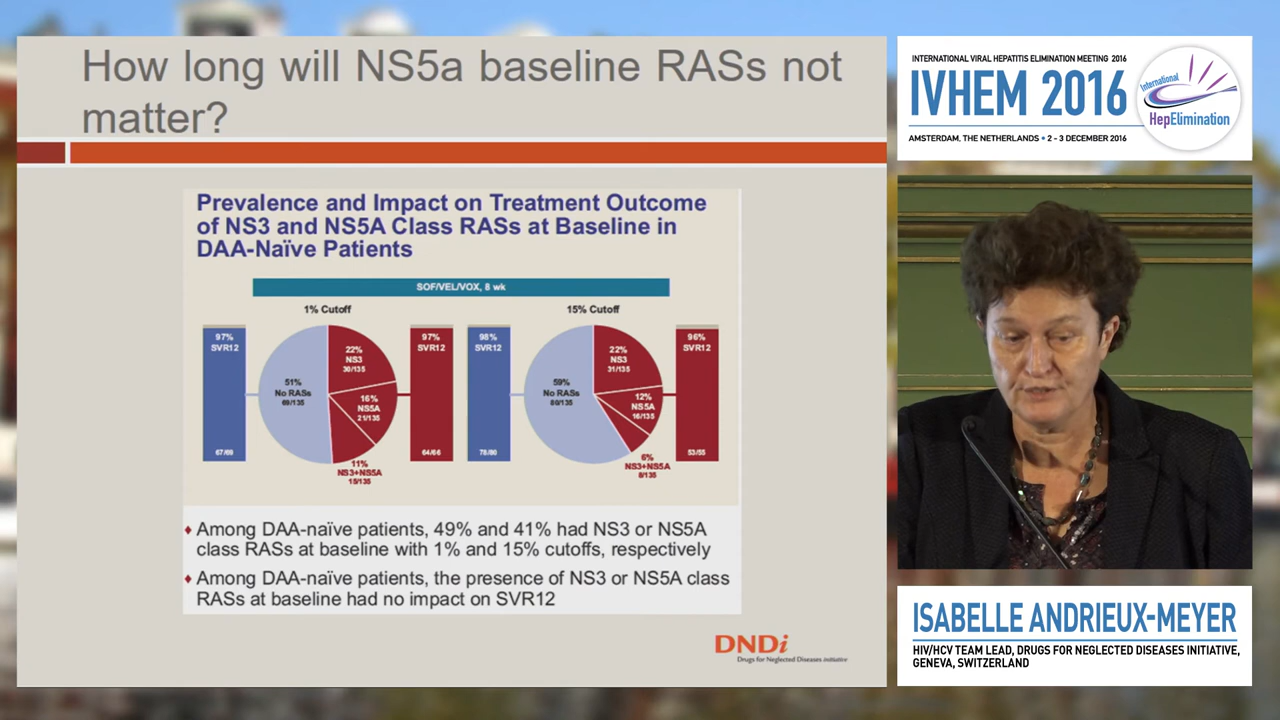 How long will NS5a baseline RASs not
matter?
Prevalence and Impact on Treatment Outcome
of NS3 and NS5A Class RASs at Baseline in
DAA-Naïve Patients
SOF/VEL/VOX, 8 wk
1% Cutoff
15% Cutoff
97%
SVR12
67/69
51%
No RASs
69/135
22%
NS3
30/135
16%
NS5A
21/135
11%
NS3+NS5A
15/135
97%
SVR12
64/66
98%
SVR12
78/80
59%
No RASs
80/135
22%
NS3
31/135
12%
NS5A
16/135
6%
NS3+NS5A
8/135
96%
SVR12
53/55
♦ Among DAA-naïve patients, 49% and 41% had NS3 or NS5A
class RASs at baseline with 1% and 15% cutoffs, respectively
♦ Among DAA-naïve patients, the presence of NS3 or NS5A class
RASs at baseline had no impact on SVR12
DNDi
Drugs for Neglected Diseases initiative
INTERNATIONAL VIRAL HEPATITIS ELIMINATION MEETING 2016
IVHEM 2016
AMSTERDAM, THE NETHERLANDS • 2 - 3 DECEMBER 2016
International
HepElimination
ISABELLE ANDRIEUX-MEYER
HIV/HCV TEAM LEAD, DRUGS FOR NEGLECTED DISEASES INITIATIVE,
GENEVA, SWITZERLAND